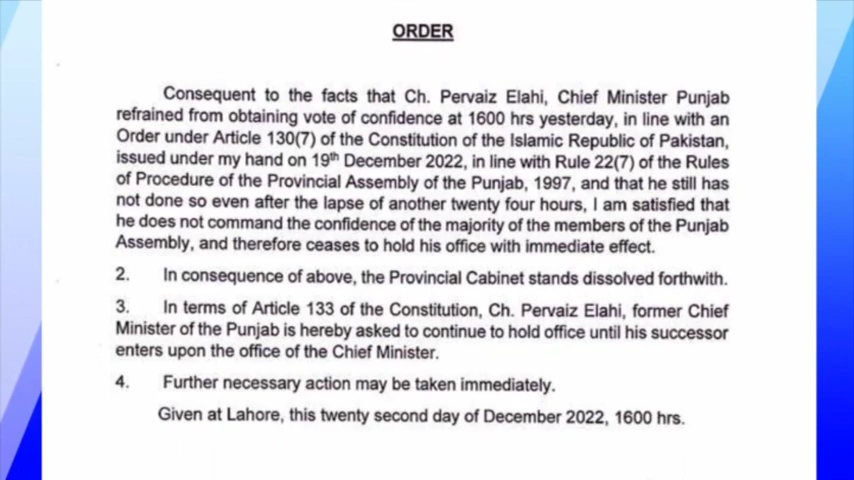 ORDER
Consequent to the facts that Ch. Pervaiz Elahi, Chief Minister Punjab
refrained from obtaining vote of confidence at 1600 hrs yesterday, in line with an
Order under Article 130(7) of the Constitution of the Islamic Republic of Pakistan,
issued under my hand on 19th December 2022, in line with Rule 22(7) of the Rules
of Procedure of the Provincial Assembly of the Punjab, 1997, and that he still has
not done so even after the lapse of another twenty four hours, I am satisfied that
he does not command the confidence of the majority of the members of the Punjab
Assembly, and therefore ceases to hold his office with immediate effect.
2. In consequence of above, the Provincial Cabinet stands dissolved forthwith.
3. In terms of Article 133 of the Constitution, Ch. Pervaiz Elahi, former Chief
Minister of the Punjab is hereby asked to continue to hold office until his successor
enters upon the office of the Chief Minister.
4. Further necessary action may be taken immediately.
Given at Lahore, this twenty second day of December 2022, 1600 hrs.